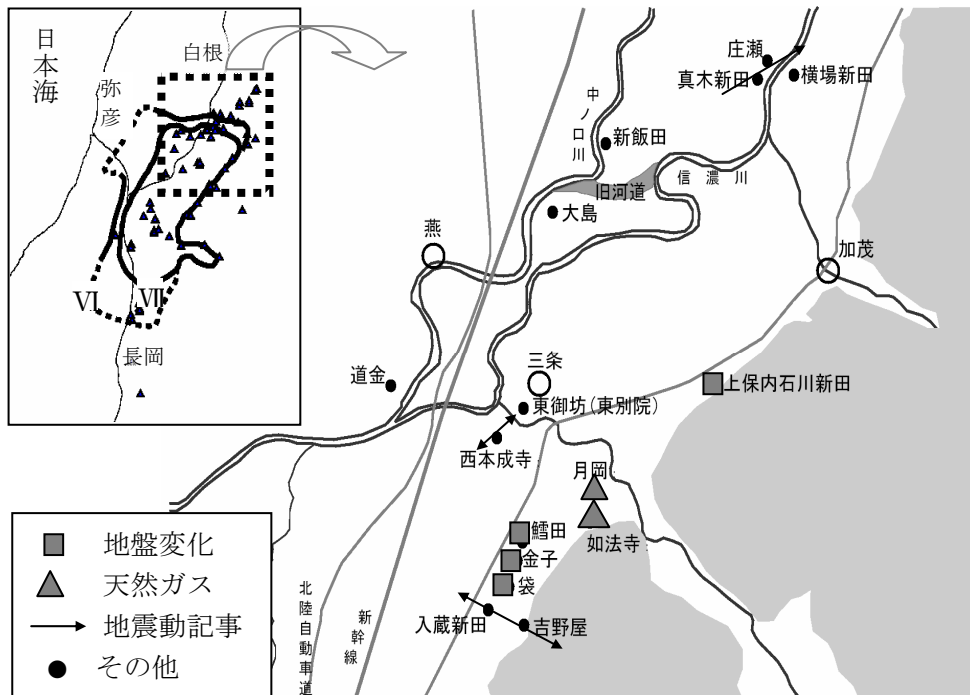 日本海
弥彦
白根
Ⅵ
Ⅶ
長岡
庄瀬
真木新田
横場新田
中ノ口川
新飯田
旧河道
信濃川
大島
燕
加茂
道金
三条
上保内石川新田
東御坊(東別院)
西本成寺
月岡
如法寺
鱈田
金子
袋
入蔵新田
吉野屋
北陸自動車道
新幹線
地盤変化
天然ガス
地震動記事
その他